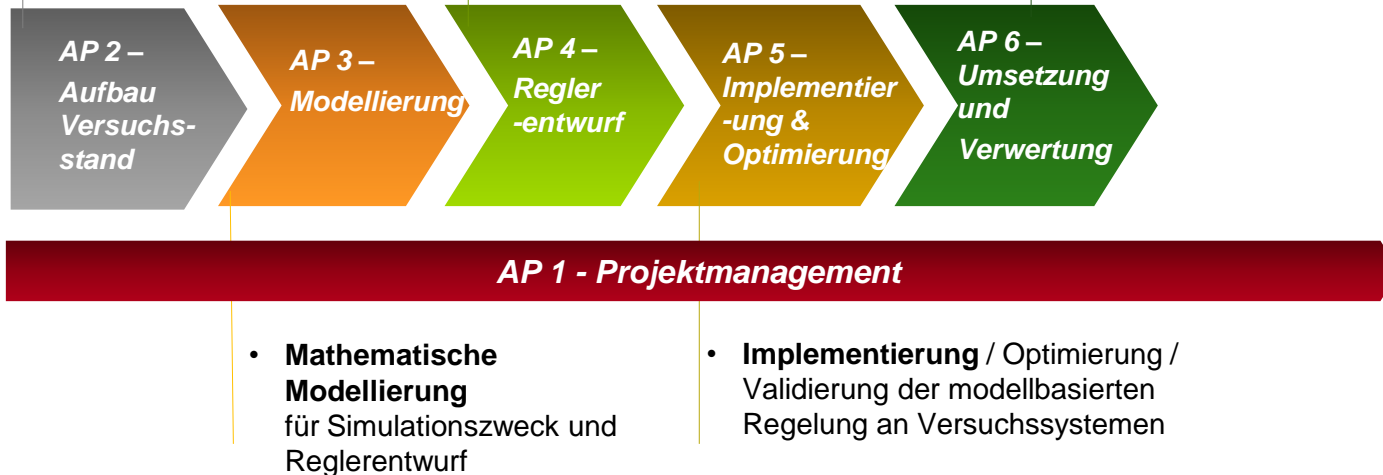 AP 2 –
Aufbau
Versuchs-
stand
AP 3 –
Modellierung
AP 4 –
Regler
-entwurf
AP 5 –
Implementier
-ung &
Optimierung
AP 6 –
Umsetzung
und
Verwertung
AP 1 - Projektmanagement
• Mathematische
Modellierung
für Simulationszweck und
Reglerentwurf
• Implementierung / Optimierung /
Validierung der modellbasierten
Regelung an Versuchssystemen